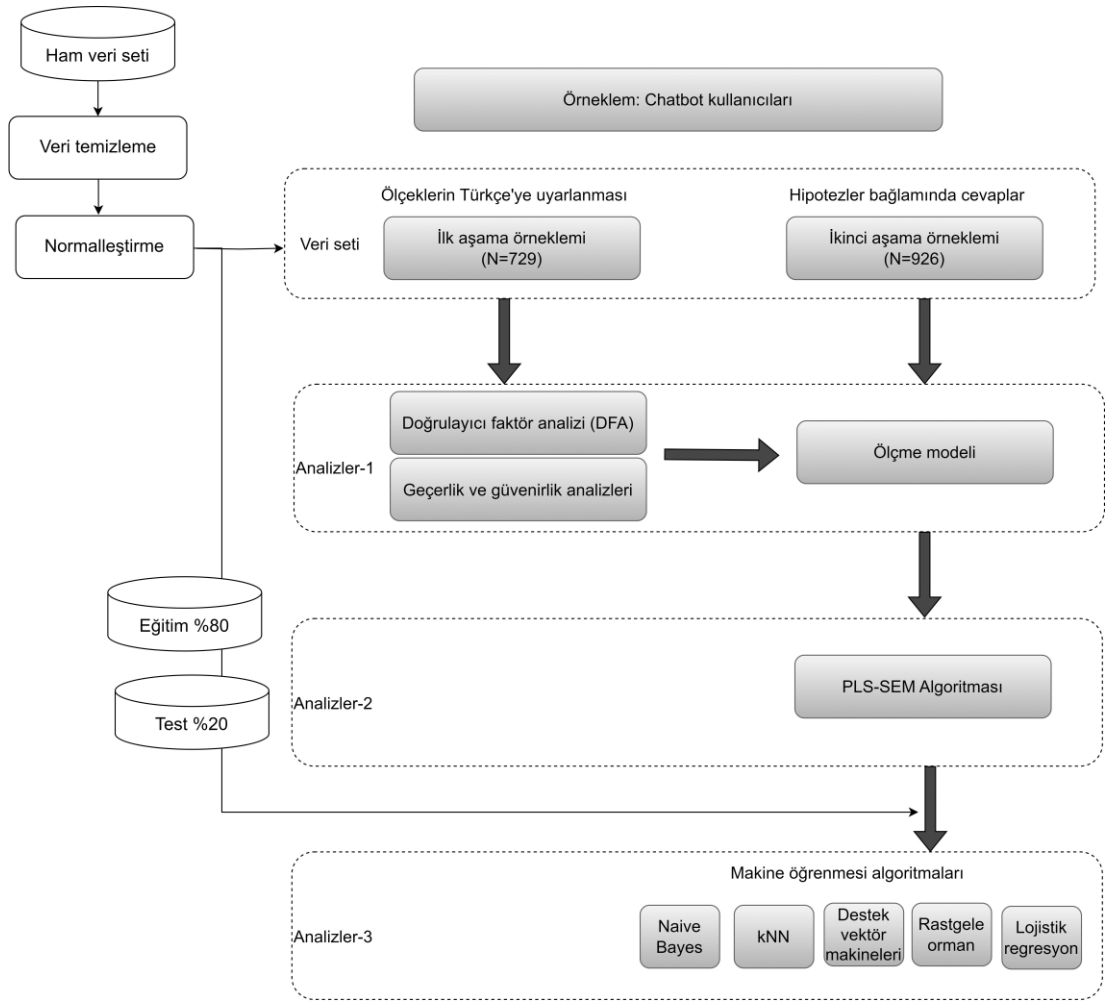 Ham veri seti
Örneklem: Chatbot kullanıcıları
Veri temizleme
Normalleştirme
Veri seti
Ölçeklerin Türkçe'ye uyarlanması
İlk aşama örneklemi
(N=729)
Hipotezler bağlamında cevaplar
İkinci aşama örneklemi
(N=926)
Analizler-1
Doğrulayıcı faktör analizi (DFA)
Geçerlik ve güvenirlik analizleri
Ölçme modeli
Eğitim %80
Test %20
Analizler-2
PLS-SEM Algoritması
Makine öğrenmesi algoritmaları
Analizler-3
Naive
Bayes
kNN
Destek
vektör
makineleri
Rastgele
orman
Lojistik
regresyon